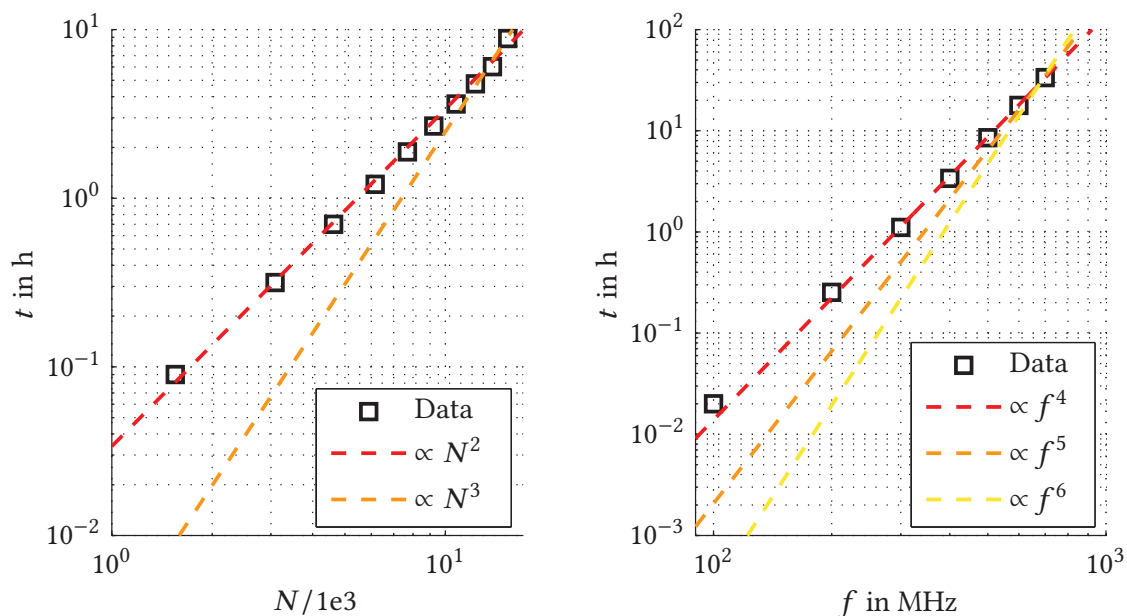 10^1
10^0
10^-1
10^-2
t in h
10^0
10^1
N/1e3
Data
∝ N^2
∝ N^3
10^2
10^1
10^0
10^-1
10^-2
10^-3
t in h
10^2
10^3
f in MHz
Data
∝ f^4
∝ f^5
∝ f^6